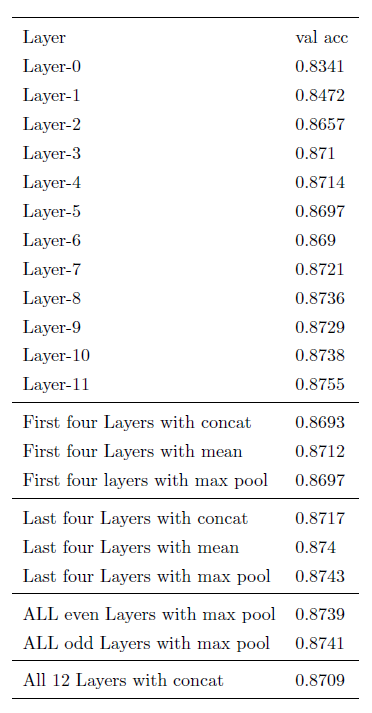 Layer val acc
Layer-0 0.8341
Layer-1 0.8472
Layer-2 0.8657
Layer-3 0.871
Layer-4 0.8714
Layer-5 0.8697
Layer-6 0.869
Layer-7 0.8721
Layer-8 0.8736
Layer-9 0.8729
Layer-10 0.8738
Layer-11 0.8755
First four Layers with concat 0.8693
First four Layers with mean 0.8712
First four layers with max pool 0.8697
Last four Layers with concat 0.8717
Last four Layers with mean 0.874
Last four Layers with max pool 0.8743
ALL even Layers with max pool 0.8739
ALL odd Layers with max pool 0.8741
All 12 Layers with concat 0.8709